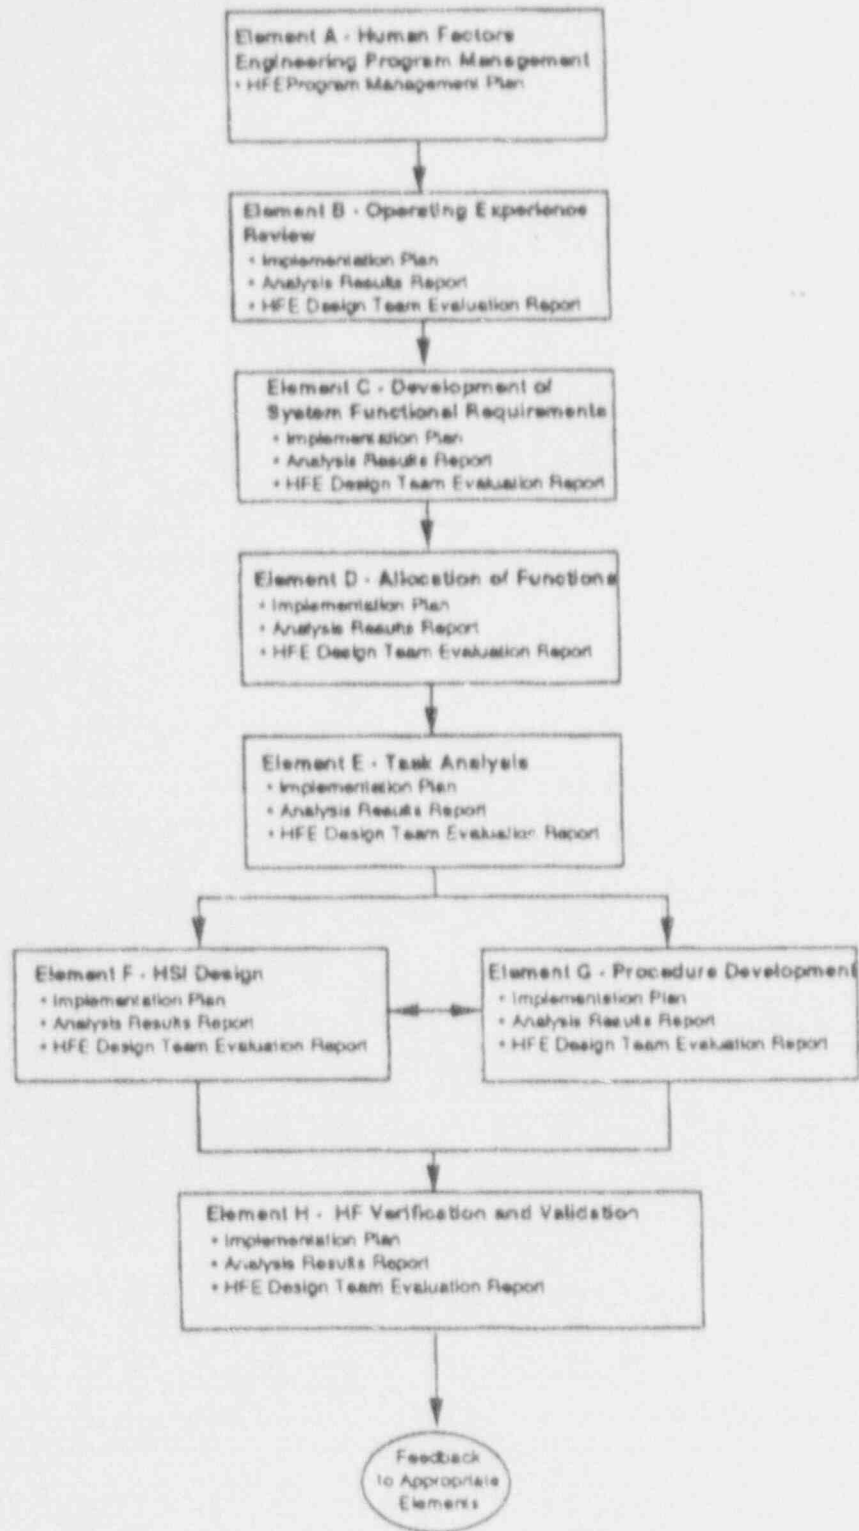 Element A - Human Factors
Engineering Program Management
• HFEProgram Management Plan
Element B - Operating Experience
Review
• Implementation Plan
• Analysis Results Report
• HFE Design Team Evaluation Report
Element C - Development of
System Functional Requirements
• Implementation Plan
• Analysis Results Report
• HFE Design Team Evaluation Report
Element D - Allocation of Functions
• Implementation Plan
• Analysis Results Report
• HFE Design Team Evaluation Report
Element E - Task Analysis
• Implementation Plan
• Analysis Results Report
• HFE Design Team Evaluation Report
Element F - HSI Design
• Implementation Plan
• Analysis Results Report
• HFE Design Team Evaluation Report
Element G - Procedure Development
• Implementation Plan
• Analysis Results Report
• HFE Design Team Evaluation Report
Element H - HF Verification and Validation
• Implementation Plan
• Analysis Results Report
• HFE Design Team Evaluation Report
Feedback
to Appropriate
Elements